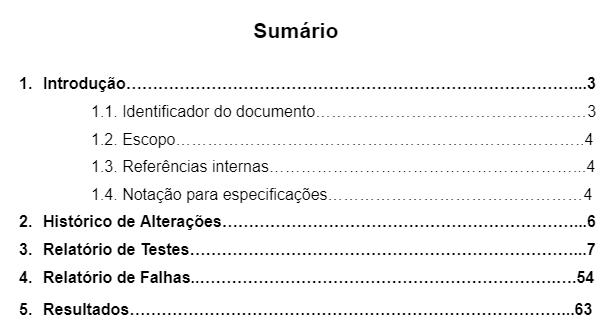 Sumário
1. Introdução……………………………………………………………………………...3
1.1. Identificador do documento……………………………………………3
1.2. Escopo…………………………………………………………………..4
1.3. Referências internas…………………………………………………..4
1.4. Notação para especificações…………………………………………4
2. Histórico de Alterações……………………………………………………………..6
3. Relatório de Testes…………………………………………………………………..7
4. Relatório de Falhas..………………………………………………………………54
5. Resultados…………………………………………………………………………...63